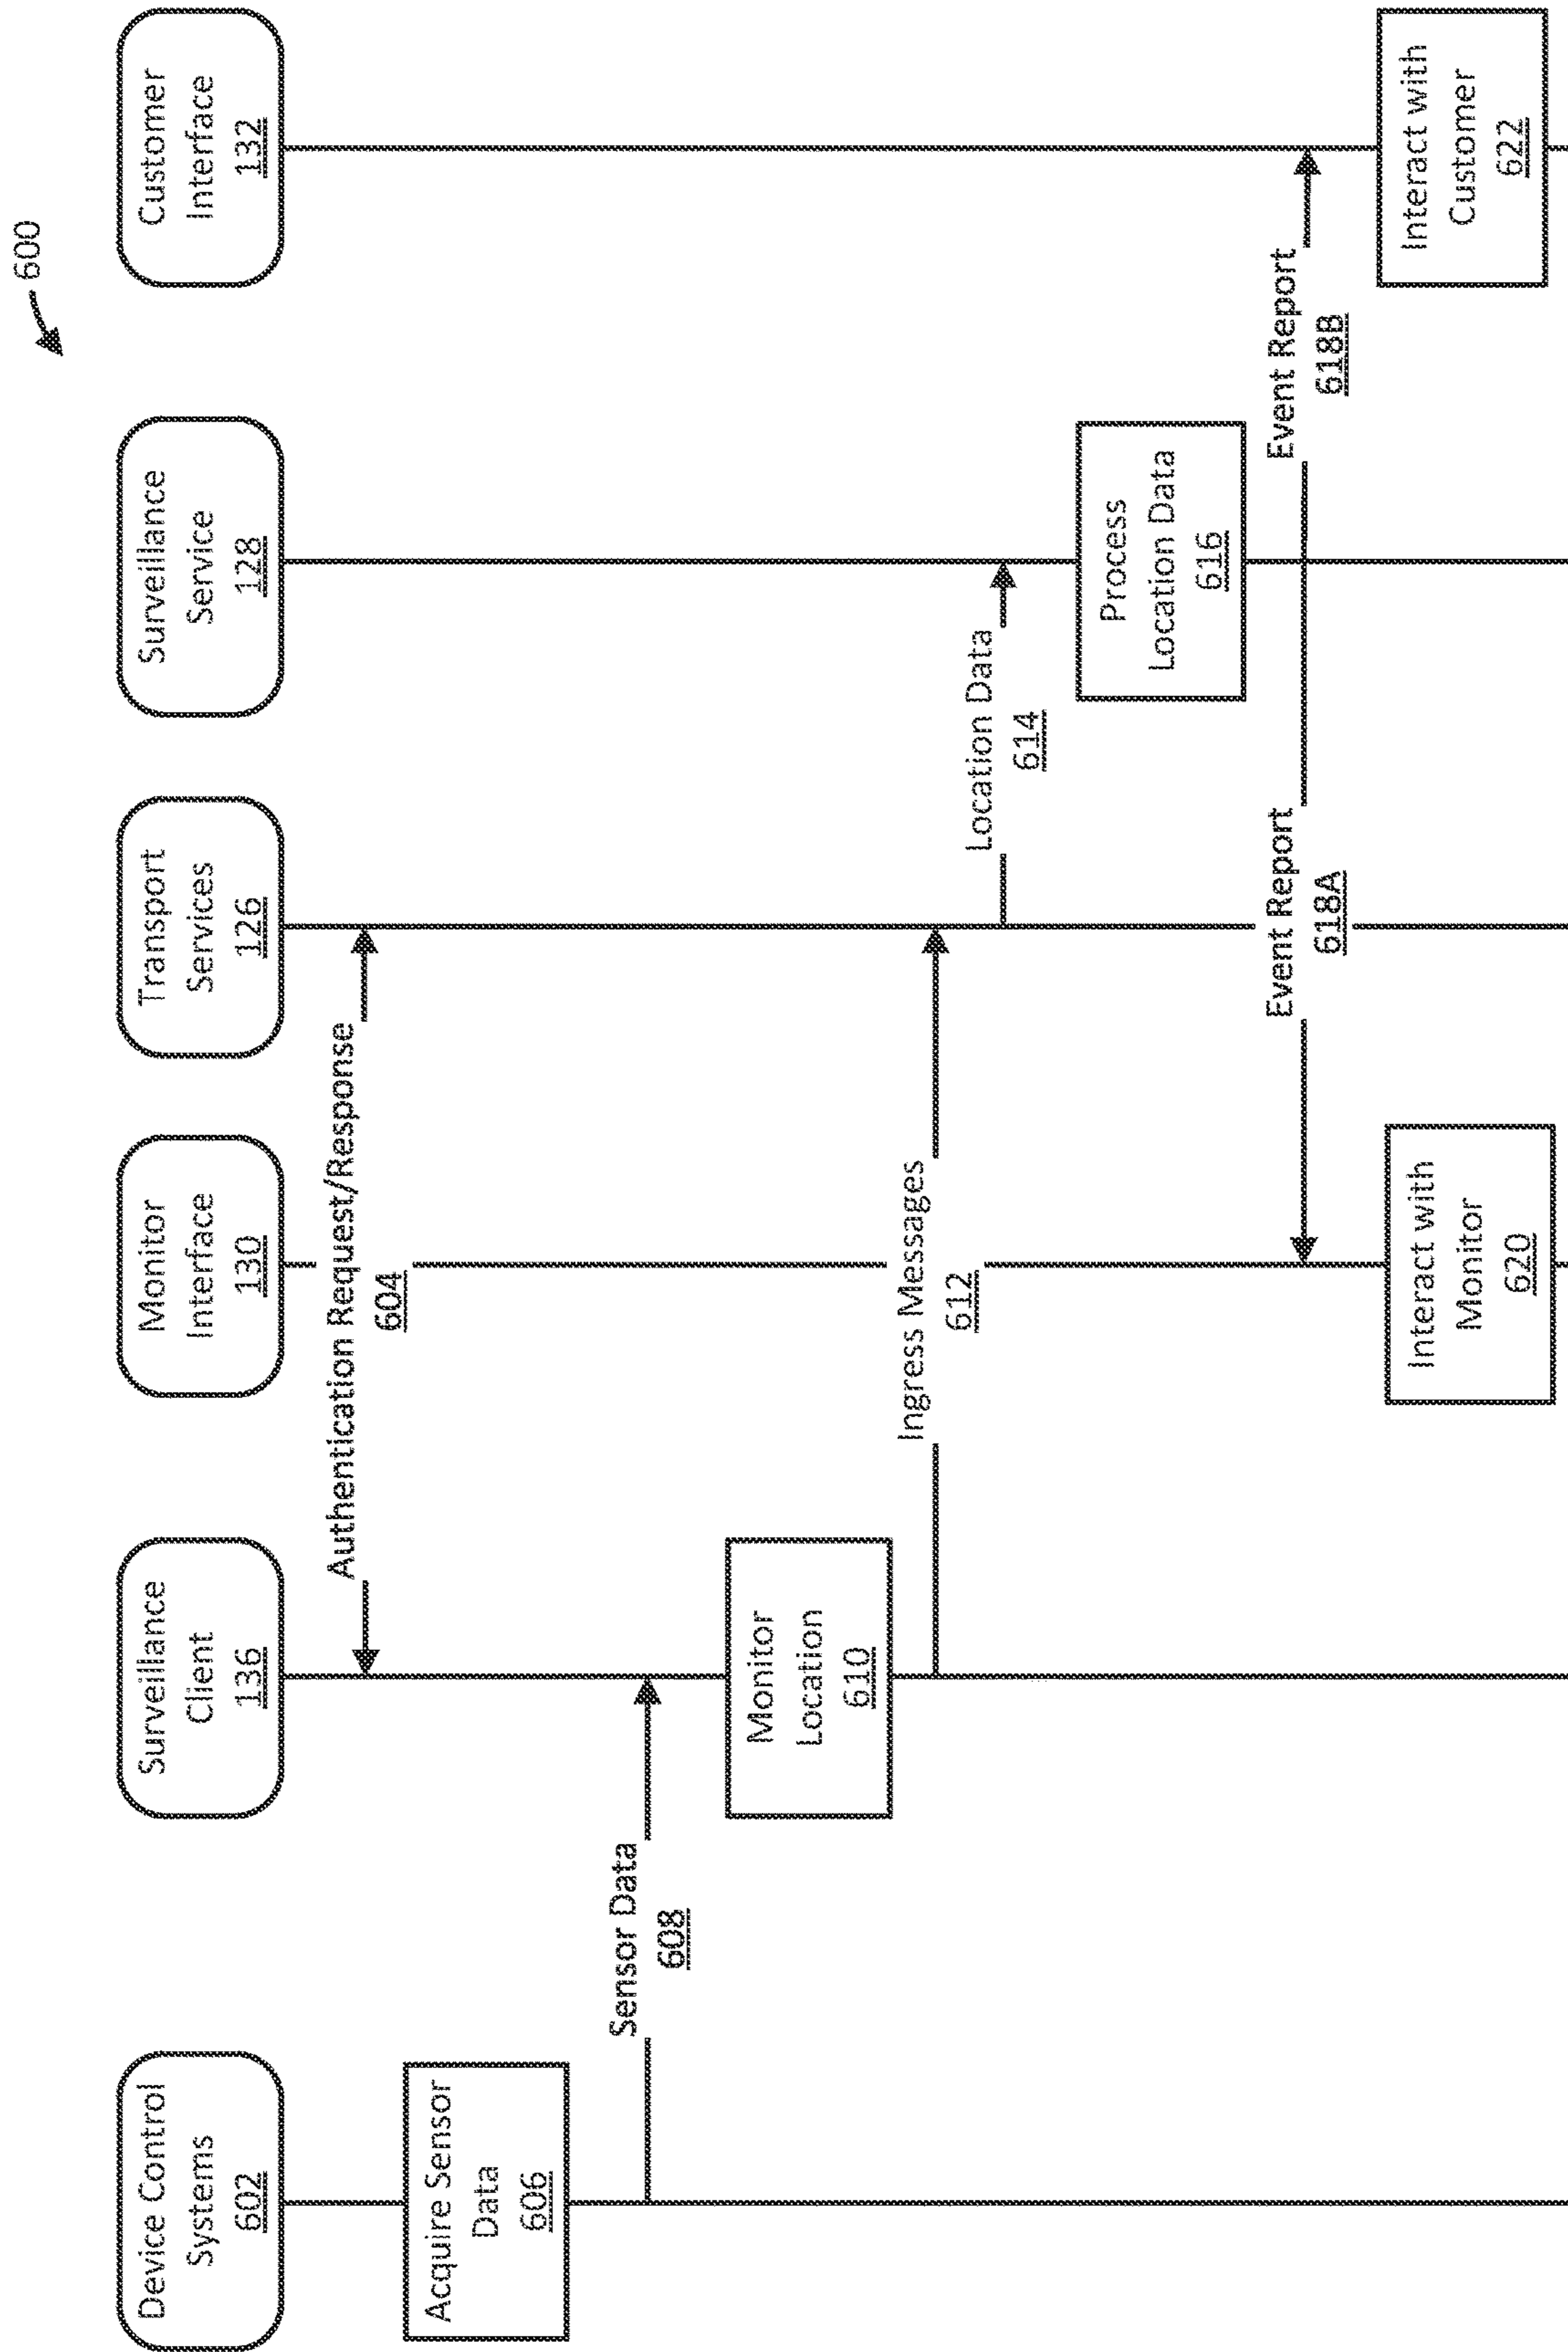 600
Device Control
Systems
602
Surveillance
Client
136
Monitor
Interface
130
Transport
Services
126
Surveillance
Service
128
Customer
Interface
132
Authentication Request/Response
604
Acquire Sensor
Data
606
Sensor Data
608
Monitor
Location
610
Ingress Messages
612
Location Data
614
Process
Location Data
616
Event Report
618A
Event Report
618B
Interact with
Monitor
620
Interact with
Customer
622